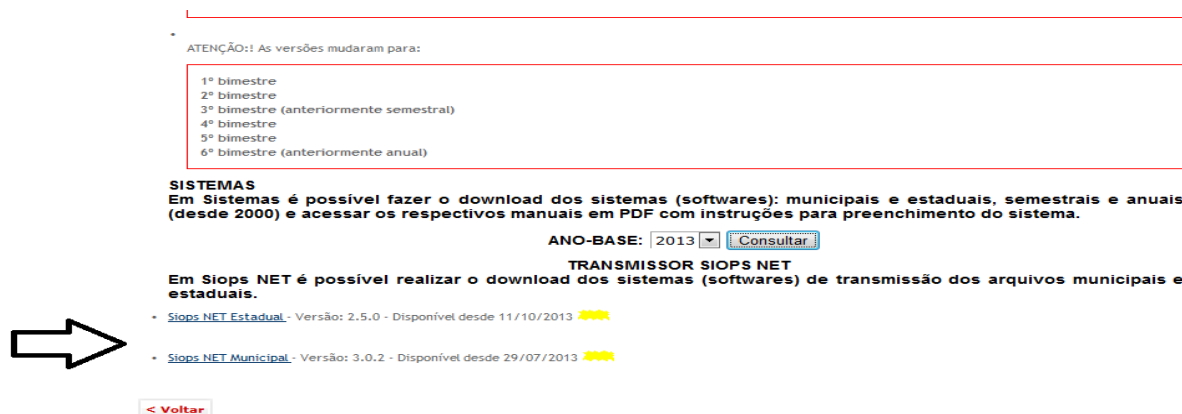 ATENÇÃO:! As versões mudaram para:
1º bimestre
2º bimestre
3º bimestre (anteriormente semestral)
4º bimestre
5º bimestre
6º bimestre (anteriormente anual)
SISTEMAS
Em Sistemas é possível fazer o download dos sistemas (softwares): municipais e estaduais, semestrais e anuais
(desde 2000) e acessar os respectivos manuais em PDF com instruções para preenchimento do sistema.
ANO-BASE: 2013 Consultar
TRANSMISSOR SIOPS NET
Em Siops NET é possível realizar o download dos sistemas (softwares) de transmissão dos arquivos municipais e
estaduais.
Siops NET Estadual - Versão: 2.5.0 - Disponível desde 11/10/2013
Siops NET Municipal - Versão: 3.0.2 - Disponível desde 29/07/2013
< Voltar